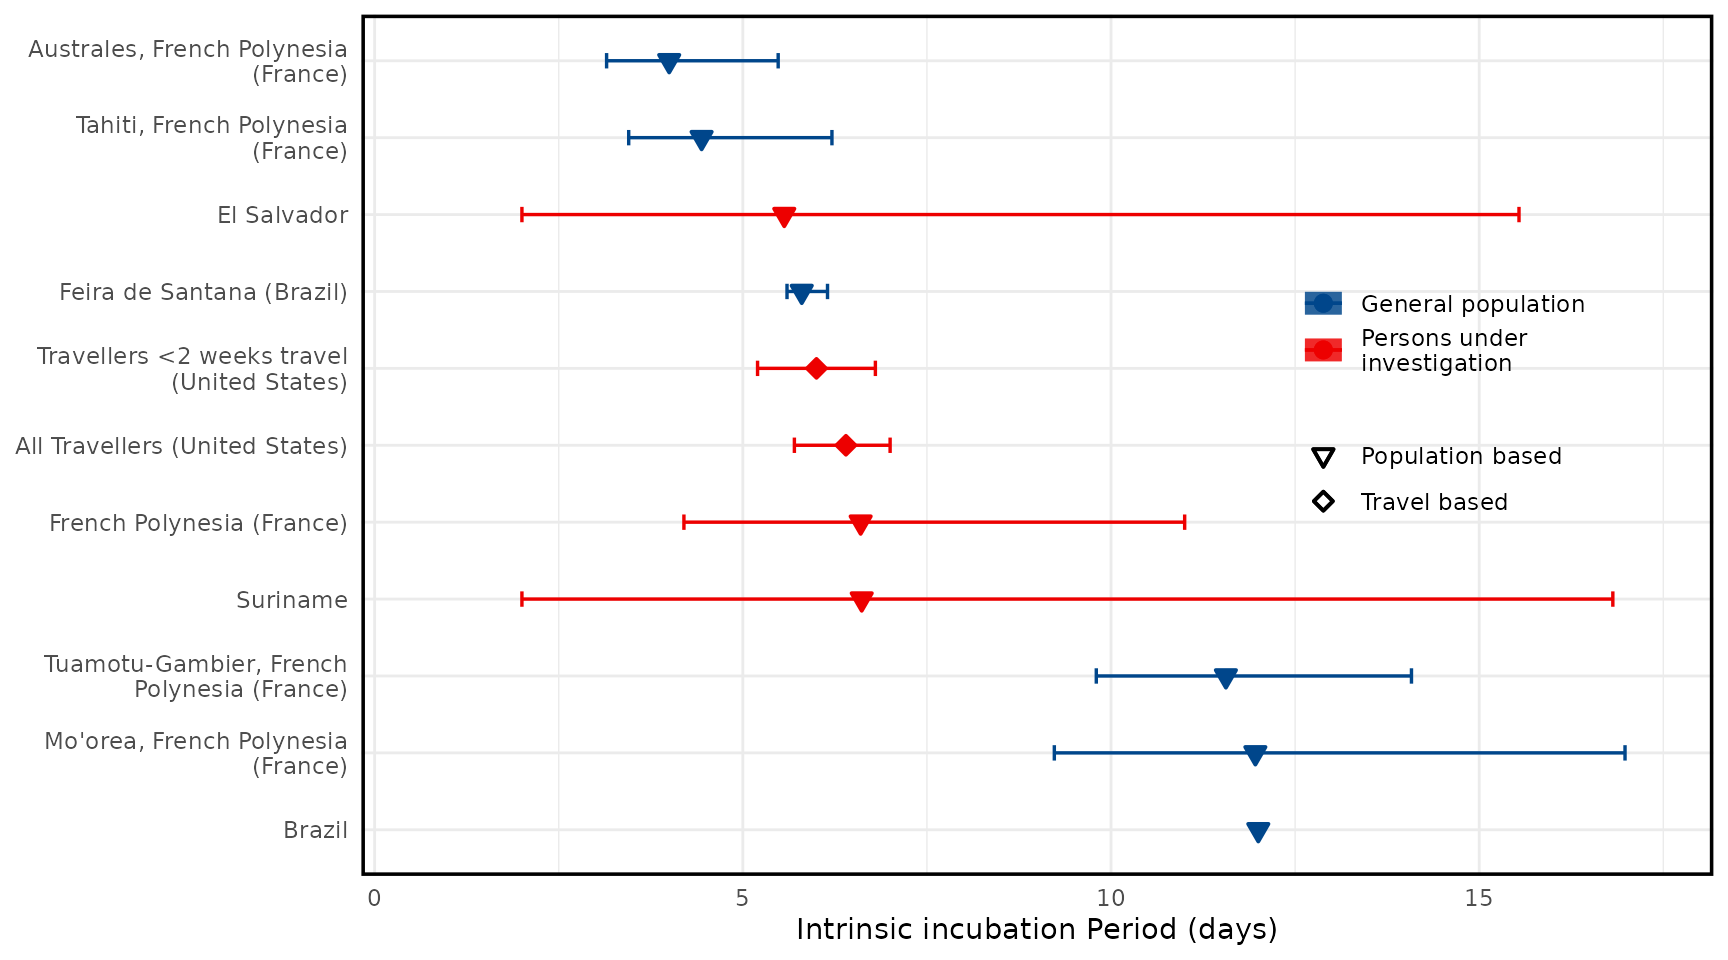 Australes, French Polynesia
(France)
Tahiti, French Polynesia
(France)
El Salvador
Feira de Santana (Brazil)
Travellers <2 weeks travel
(United States)
All Travellers (United States)
French Polynesia (France)
Suriname
Tuamotu-Gambier, French
Polynesia (France)
Mo'orea, French Polynesia
(France)
Brazil
General population
Persons under
investigation
Population based
Travel based
0 5 10 15
Intrinsic incubation Period (days)